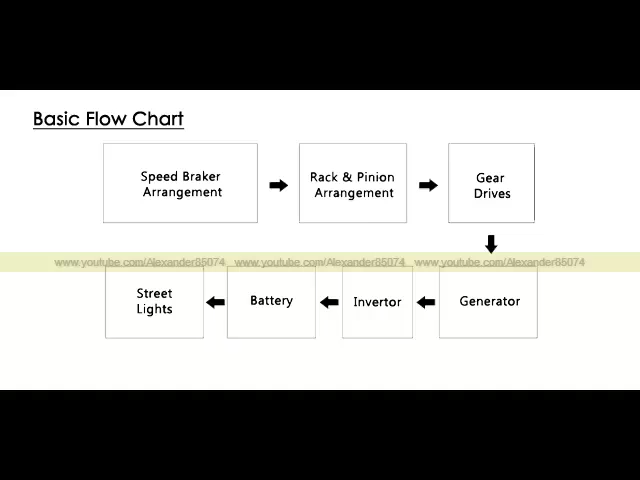 Basic Flow Chart
Speed Braker
Arrangement
Rack & Pinion
Arrangement
Gear
Drives
www.youtube.com/Alexander85074 www.youtube.com/Alexander85074 www.youtube.com/Alexander85074
Street
Lights
Battery
Invertor
Generator